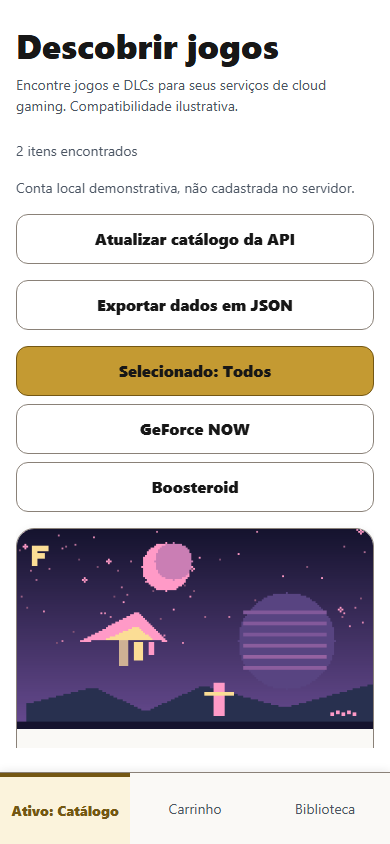 Descobrir jogos
Encontre jogos e DLCs para seus serviços de cloud
gaming. Compatibilidade ilustrativa.
2 itens encontrados
Conta local demonstrativa, não cadastrada no servidor.
Atualizar catálogo da API
Exportar dados em JSON
Selecionado: Todos
GeForce NOW
Boosteroid
F
Ativo: Catálogo
Carrinho
Biblioteca